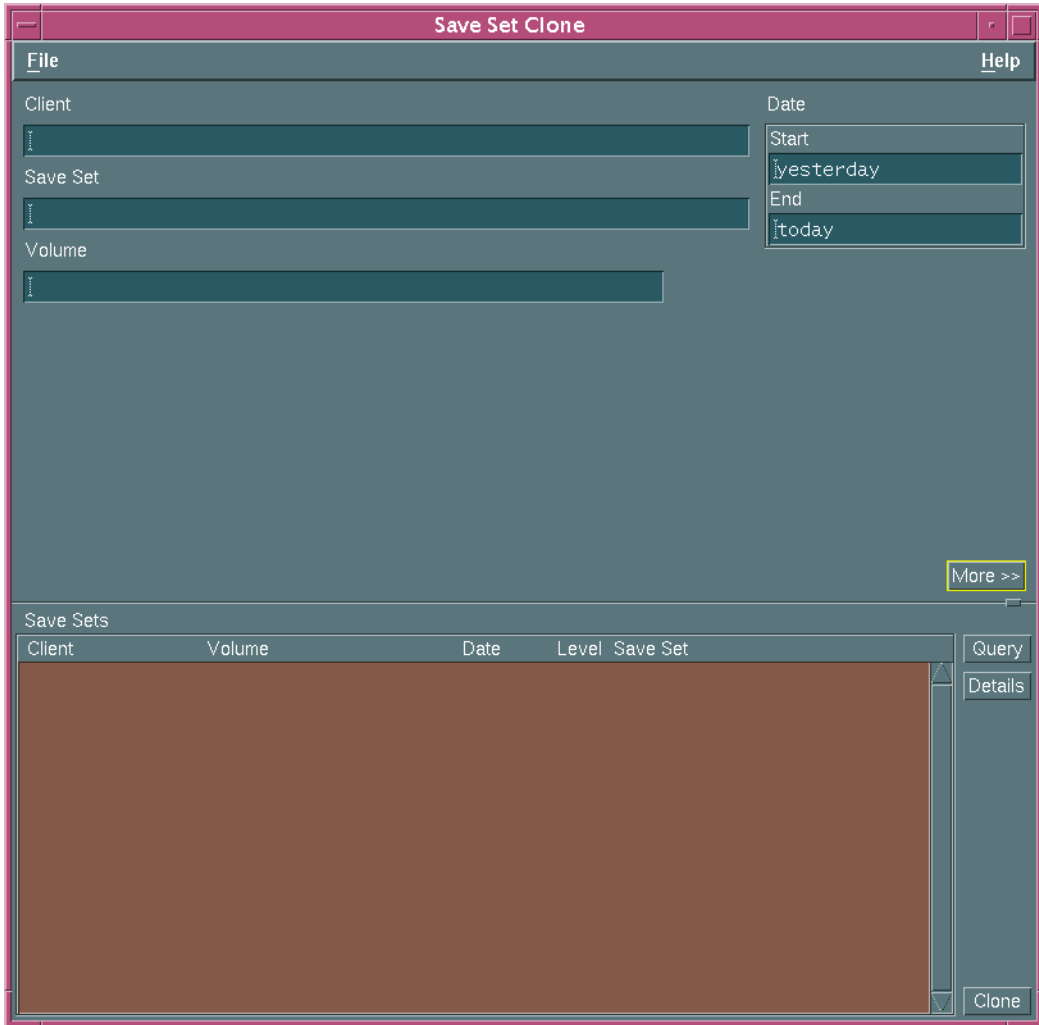 Save Set Clone
File Help
Client Date
Start
yesterday
Save Set
End
today
Volume
More >>
Save Sets
Client Volume Date Level Save Set Query
Details
Clone